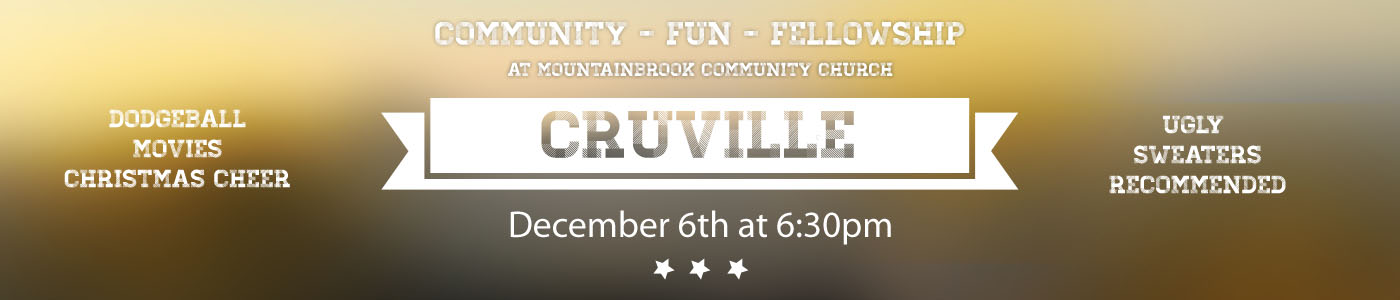 COMMUNITY - FUN - FELLOWSHIP
AT MOUNTAINBROOK COMMUNITY CHURCH
DODGEBALL
MOVIES
CHRISTMAS CHEER
CRUVILLE
UGLY
SWEATERS
RECOMMENDED
December 6th at 6:30pm